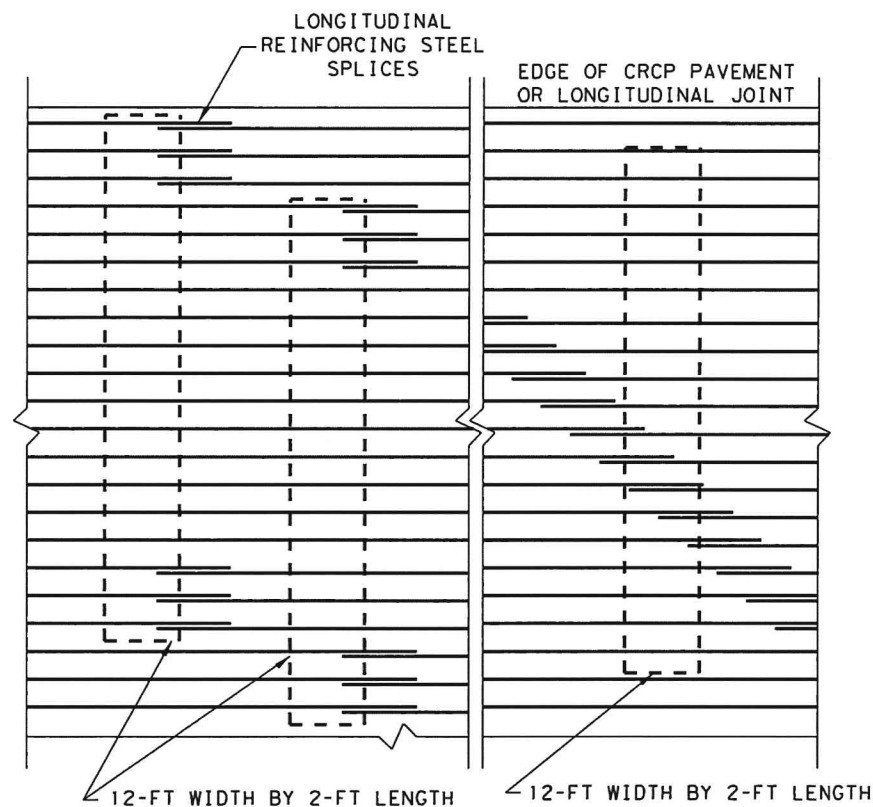 LONGITUDINAL
REINFORCING STEEL
SPLICES
EDGE OF CRCP PAVEMENT
OR LONGITUDINAL JOINT
12-FT WIDTH BY 2-FT LENGTH
12-FT WIDTH BY 2-FT LENGTH